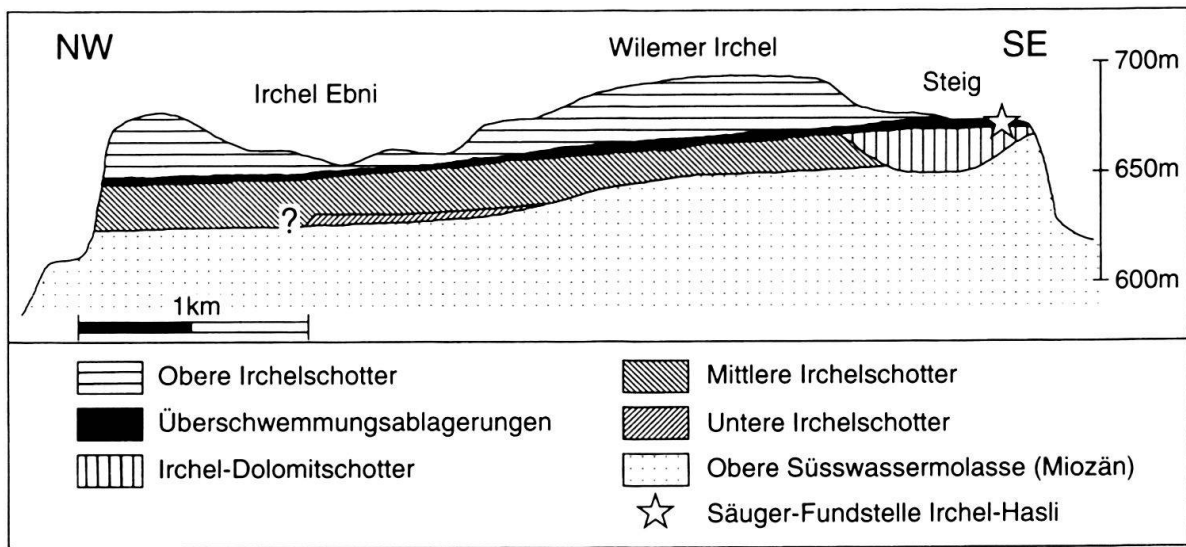 NW
Wilemer Irchel
SE
Irchel Ebni
Steig
700m
650m
600m
?
1km
Obere Irchelschotter
Überschwemmungsablagerungen
Irchel-Dolomitschotter
Mittlere Irchelschotter
Untere Irchelschotter
Obere Süsswassermolasse (Miozän)
Säuger-Fundstelle Irchel-Hasli